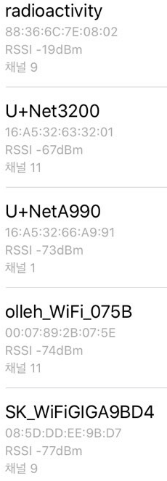 radioactivity
88:36:6C:7E:08:02
RSSI -19dBm
채널 9
U+Net3200
16:A5:32:63:32:01
RSSI -67dBm
채널 11
U+NetA990
16:A5:32:66:A9:91
RSSI -73dBm
채널 1
olleh_WiFi_075B
00:07:89:2B:07:5E
RSSI -74dBm
채널 11
SK_WiFiGIGA9BD4
08:5D:DD:EE:9B:D7
RSSI -77dBm
채널 9